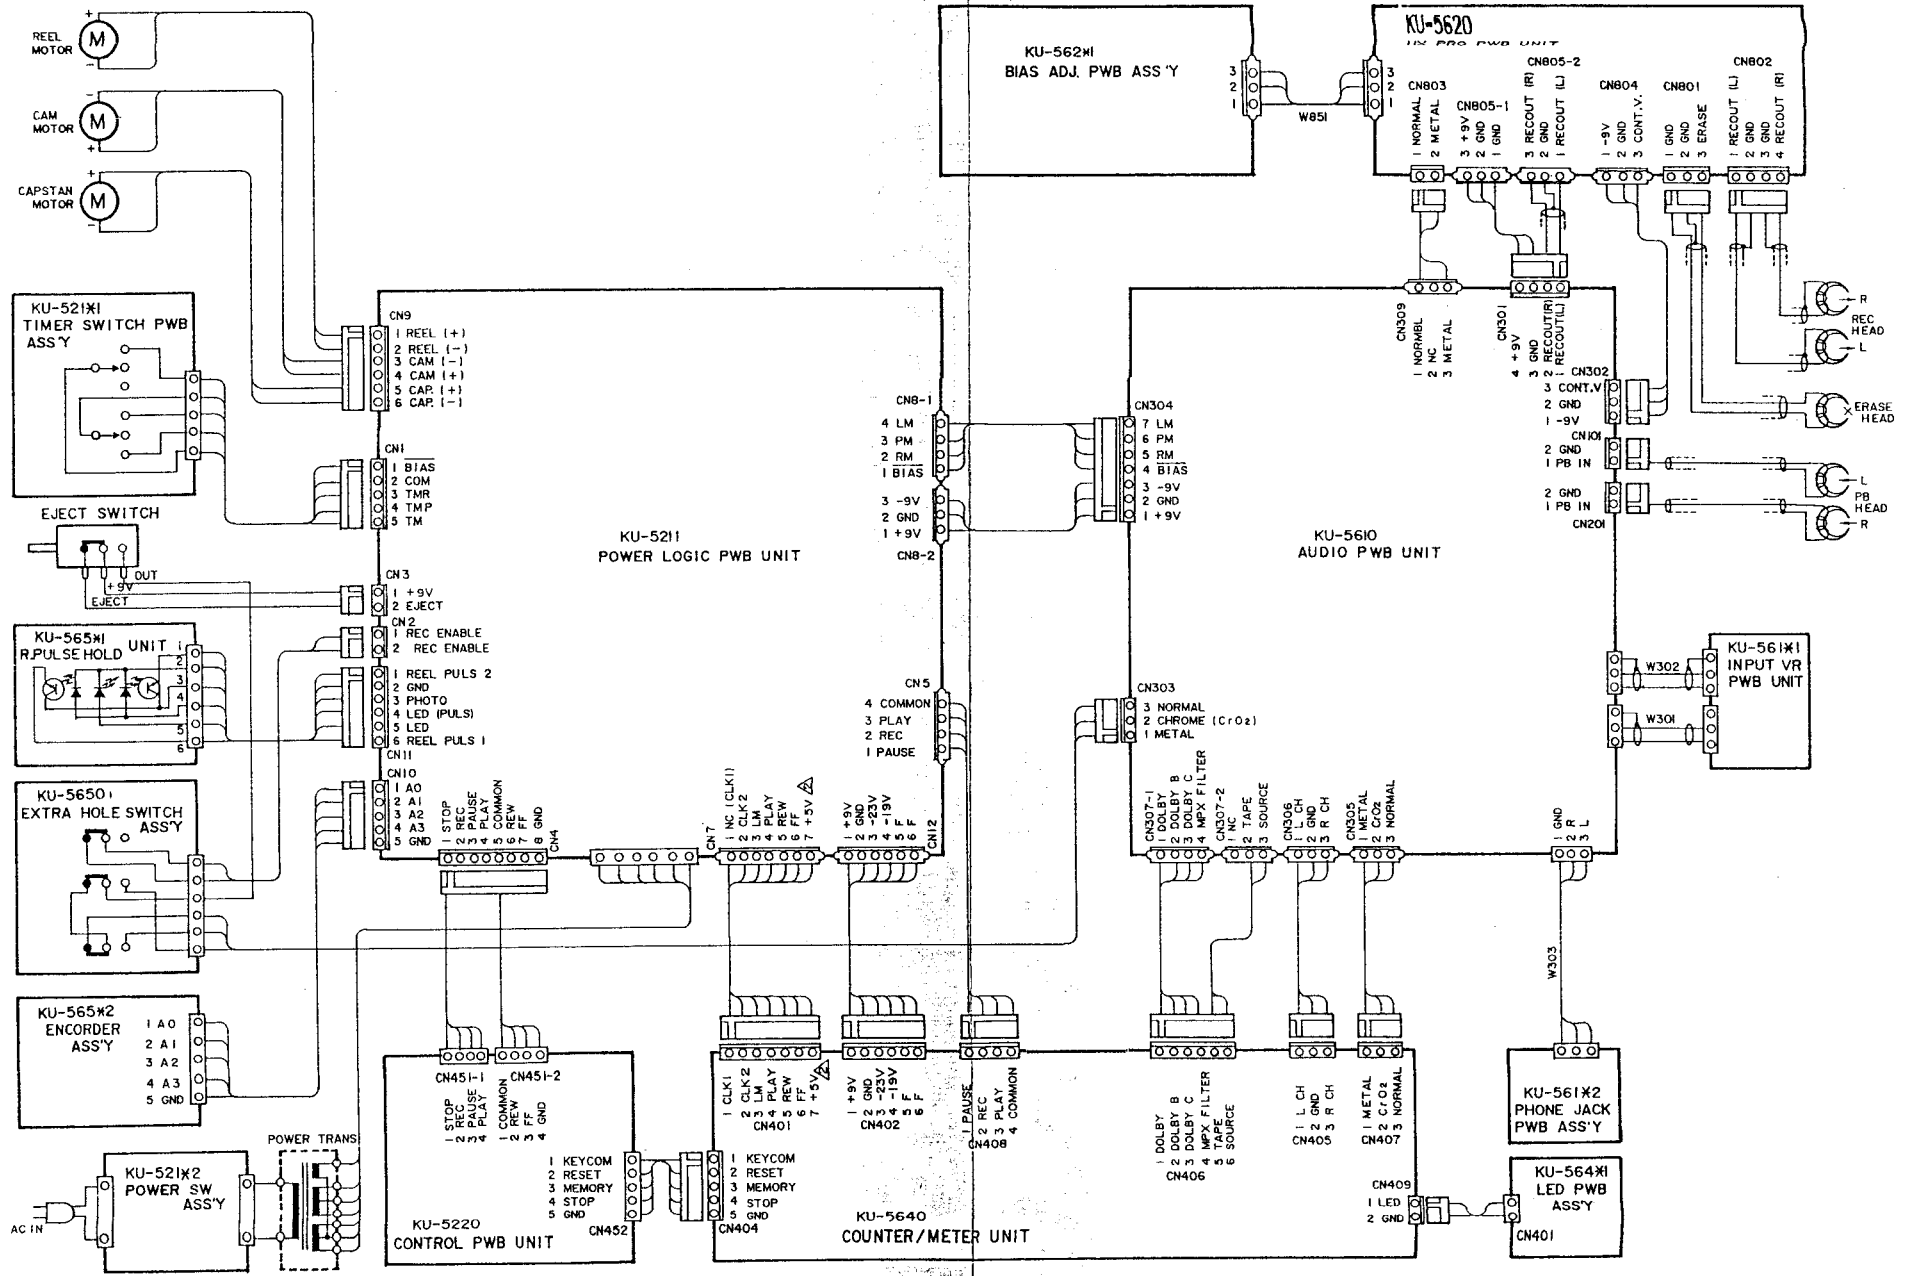 REEL
MOTOR
+
M
-
-
CAM
MOTOR
M
+
+
CAPSTAN
MOTOR
M
-
KU-562※1
BIAS ADJ. PWB ASS'Y
3
2
1
W851
3
2
1
KU-5620
CN803
1 NORMAL
2 METAL
CN805-1
3 +9V
2 GND
1 GND
CN805-2
3 RECOUT (R)
2 GND
1 RECOUT (L)
CN804
1 -9V
2 GND
3 CONT.V.
CN801
1 GND
2 GND
3 ERASE
CN802
1 RECOUT (L)
2 GND
3 GND
4 RECOUT (R)
KU-521※1
TIMER SWITCH PWB
ASS'Y
CN9
1 REEL (+)
2 REEL (-)
3 CAM (-)
4 CAM (+)
5 CAP. (+)
6 CAP. (-)
CN1
1 BIAS
2 COM
3 TMR
4 TMP
5 TM
EJECT SWITCH
OUT
+9V
EJECT
CN3
1 +9V
2 EJECT
CN2
1 REC ENABLE
2 REC ENABLE
KU-565※1
R.PULSE HOLD UNIT
1
2
3
4
5
6
1 REEL PULS 2
2 GND
3 PHOTO
4 LED (PULS)
5 LED
6 REEL PULS 1
CN11
CN10
1 A0
2 A1
3 A2
4 A3
5 GND
KU-5211
POWER LOGIC PWB UNIT
CN8-1
4 LM
3 PM
2 RM
1 BIAS
3 -9V
2 GND
1 +9V
CN8-2
CN5
4 COMMON
3 PLAY
2 REC
1 PAUSE
1 STOP
2 REC
3 PAUSE
4 PLAY
5 COMMON
6 REW
7 FF
8 GND
CN4
CN7
1 NC (CLK1)
2 CLK2
3 LM
4 PLAY
5 REW
6 FF
7 +5V
2
1 +9V
2 GND
3 -23V
4 -19V
5 F
6 F
CN12
CN309
1 NORMBL
2 NC
3 METAL
CN301
4 +9V
3 GND
2 RECOUT(R)
1 RECOUT(L)
CN302
3 CONT.V
2 GND
1 -9V
CN101
2 GND
1 PB IN
2 GND
1 PB IN
CN201
R
REC
HEAD
L
ERASE
HEAD
L
PB
HEAD
R
CN304
7 LM
6 PM
5 RM
4 BIAS
3 -9V
2 GND
1 +9V
KU-5610
AUDIO PWB UNIT
CN303
3 NORMAL
2 CHROME (CrO2)
1 METAL
W302
W301
KU-561※1
INPUT VR
PWB UNIT
CN307-1
1 DOLBY
2 DOLBY B
3 DOLBY C
4 MPX FILTER
CN307-2
1 NC
2 TAPE
3 SOURCE
CN306
1 L CH
2 GND
3 R CH
CN305
1 METAL
2 CrO2
3 NORMAL
1 GND
2 R
3 L
W303
KU-56501
EXTRA HOLE SWITCH
ASS'Y
KU-565※2
ENCORDER
ASS'Y
1 A0
2 A1
3 A2
4 A3
5 GND
POWER TRANS
KU-521※2
POWER SW
ASS'Y
AC IN
CN451-1
1 STOP
2 REC
3 PAUSE
4 PLAY
CN451-2
1 COMMON
2 REW
3 FF
4 GND
1 KEYCOM
2 RESET
3 MEMORY
4 STOP
5 GND
CN452
KU-5220
CONTROL PWB UNIT
1 CLK1
2 CLK2
3 LM
4 PLAY
5 REW
6 FF
7 +5V
2
CN401
1 +9V
2 GND
3 -23V
4 -19V
5 F
6 F
CN402
1 PAUSE
2 REC
3 PLAY
4 COMMON
CN408
1 DOLBY
2 DOLBY B
3 DOLBY C
4 MPX FILTER
5 TAPE
6 SOURCE
CN406
1 L CH
2 GND
3 R CH
CN405
1 METAL
2 CrO2
3 NORMAL
CN407
1 KEYCOM
2 RESET
3 MEMORY
4 STOP
5 GND
CN404
KU-5640
COUNTER/METER UNIT
CN409
1 LED
2 GND
KU-561※2
PHONE JACK
PWB ASS'Y
KU-564※1
LED PWB
ASS'Y
CN401